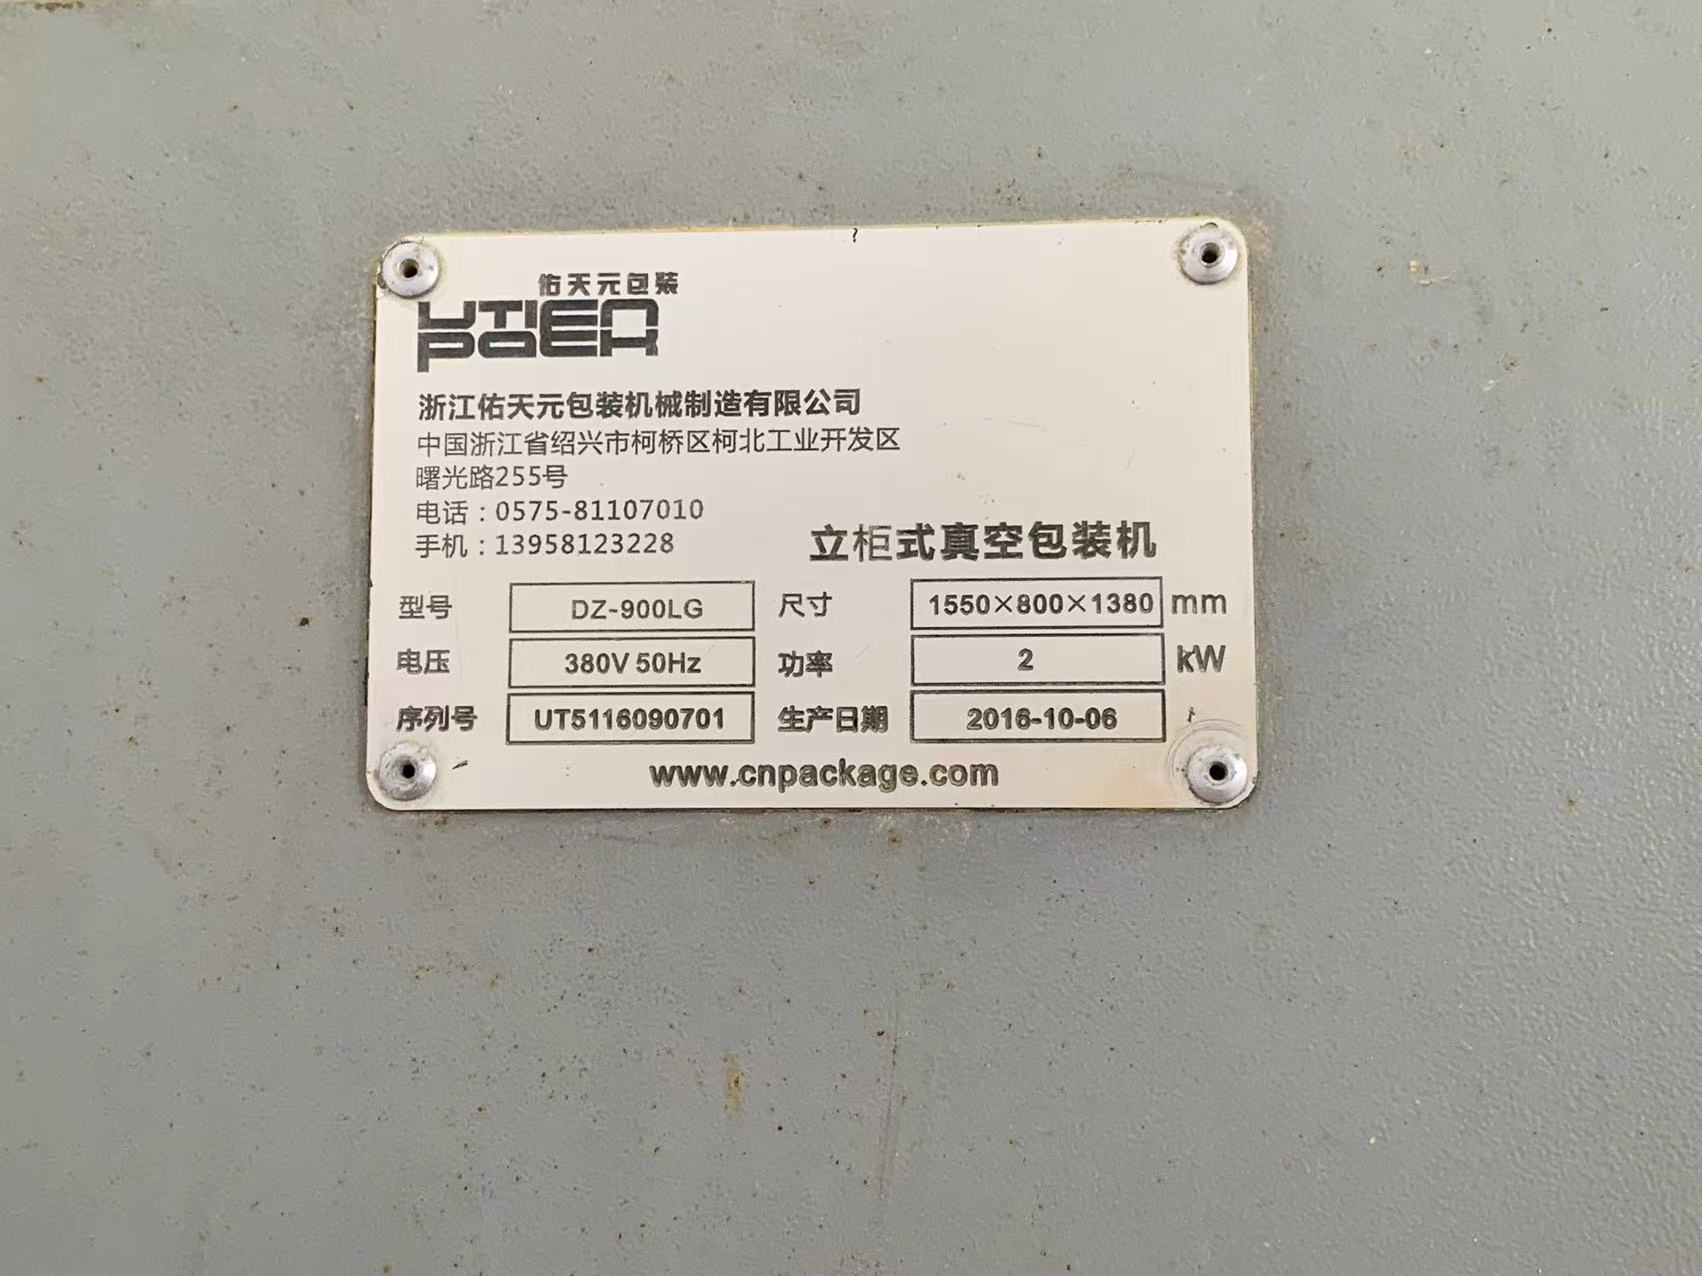 佑天元包装
UTIEN
PACK
浙江佑天元包装机械制造有限公司
中国浙江省绍兴市柯桥区柯北工业开发区
曙光路255号
电话：0575-81107010
手机：13958123228
立柜式真空包装机
型号 DZ-900LG 尺寸 1550×800×1380 mm
电压 380V 50Hz 功率 2 kW
序列号 UT5116090701 生产日期 2016-10-06
www.cnpackage.com